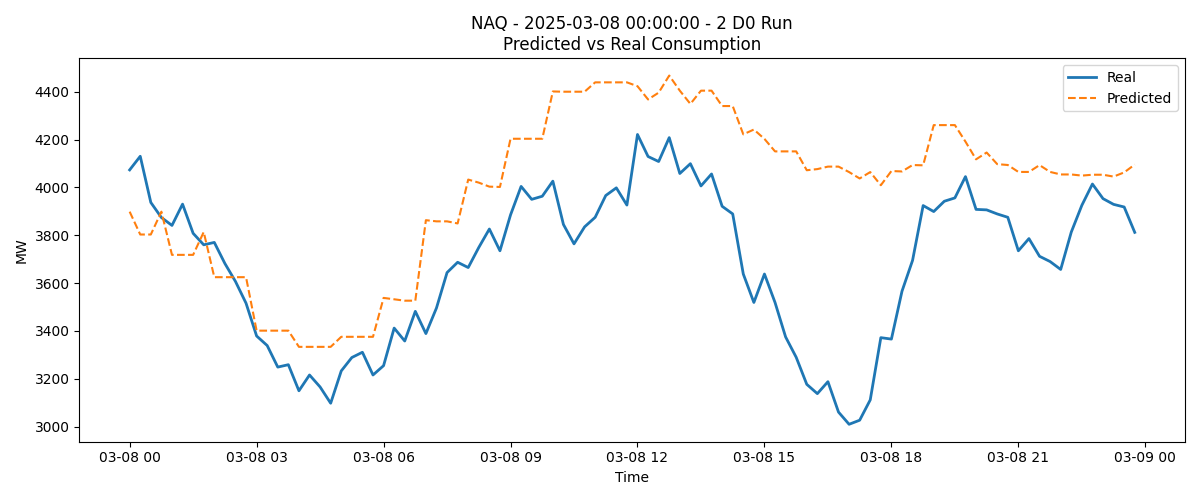 NAQ - 2025-03-08 00:00:00 - 2 D0 Run
Predicted vs Real Consumption
Real
Predicted
4400
4200
4000
3800
3600
3400
3200
3000
MW
03-08 00
03-08 03
03-08 06
03-08 09
03-08 12
03-08 15
03-08 18
03-08 21
03-09 00
Time